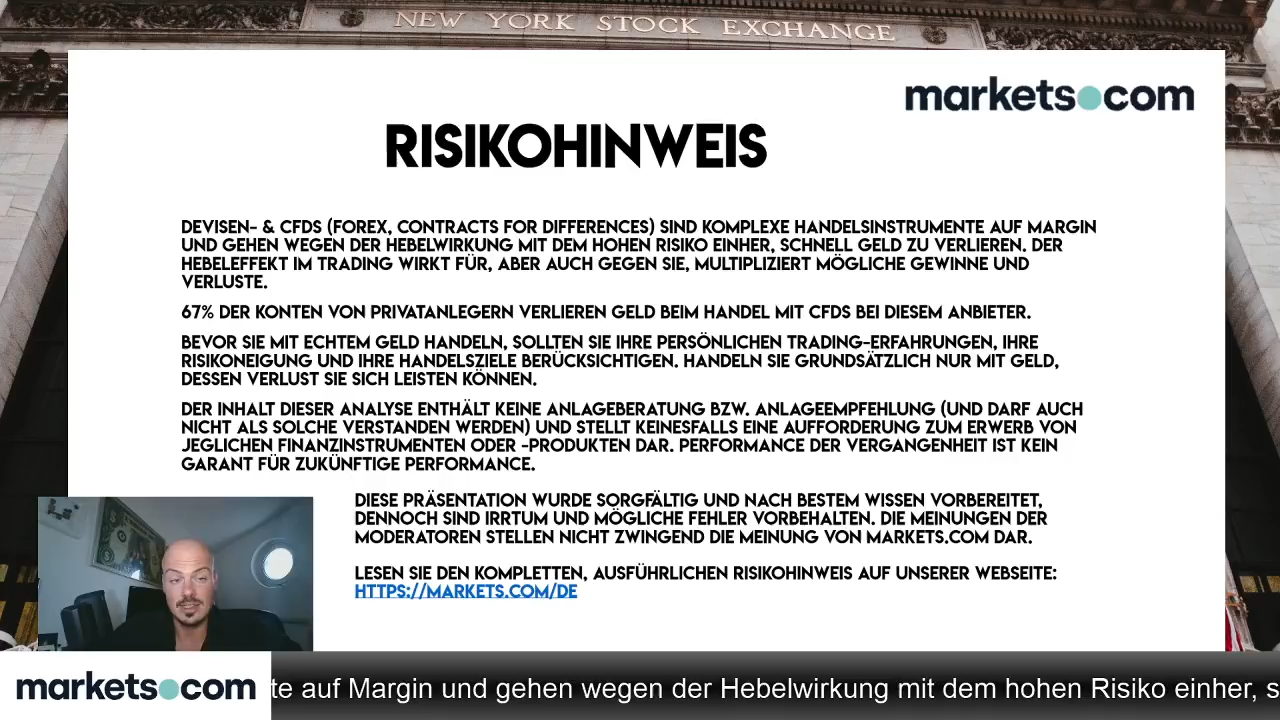 NEW YORK STOCK EXCHANGE
markets.com
RISIKOHINWEIS
DEVISEN- & CFDS (FOREX, CONTRACTS FOR DIFFERENCES) SIND KOMPLEXE HANDELSINSTRUMENTE AUF MARGIN
UND GEHEN WEGEN DER HEBELWIRKUNG MIT DEM HOHEN RISIKO EINHER, SCHNELL GELD ZU VERLIEREN. DER
HEBELEFFEKT IM TRADING WIRKT FÜR, ABER AUCH GEGEN SIE, MULTIPLIZIERT MÖGLICHE GEWINNE UND
VERLUSTE.
67% DER KONTEN VON PRIVATANLEGERN VERLIEREN GELD BEIM HANDEL MIT CFDS BEI DIESEM ANBIETER.
BEVOR SIE MIT ECHTEM GELD HANDELN, SOLLTEN SIE IHRE PERSÖNLICHEN TRADING-ERFAHRUNGEN, IHRE
RISIKONEIGUNG UND IHRE HANDELSZIELE BERÜCKSICHTIGEN. HANDELN SIE GRUNDSÄTZLICH NUR MIT GELD,
DESSEN VERLUST SIE SICH LEISTEN KÖNNEN.
DER INHALT DIESER ANALYSE ENTHÄLT KEINE ANLAGEBERATUNG BZW. ANLAGEEMPFEHLUNG (UND DARF AUCH
NICHT ALS SOLCHE VERSTANDEN WERDEN) UND STELLT KEINESFALLS EINE AUFFORDERUNG ZUM ERWERB VON
JEGLICHEN FINANZINSTRUMENTEN ODER -PRODUKTEN DAR. PERFORMANCE DER VERGANGENHEIT IST KEIN
GARANT FÜR ZUKÜNFTIGE PERFORMANCE.
DIESE PRÄSENTATION WURDE SORGFÄLTIG UND NACH BESTEM WISSEN VORBEREITET,
DENNOCH SIND IRRTUM UND MÖGLICHE FEHLER VORBEHALTEN. DIE MEINUNGEN DER
MODERATOREN STELLEN NICHT ZWINGEND DIE MEINUNG VON MARKETS.COM DAR.
LESEN SIE DEN KOMPLETTEN, AUSFÜHRLICHEN RISIKOHINWEIS AUF UNSERER WEBSEITE:
HTTPS://MARKETS.COM/DE
markets.com
te auf Margin und gehen wegen der Hebelwirkung mit dem hohen Risiko einher, s